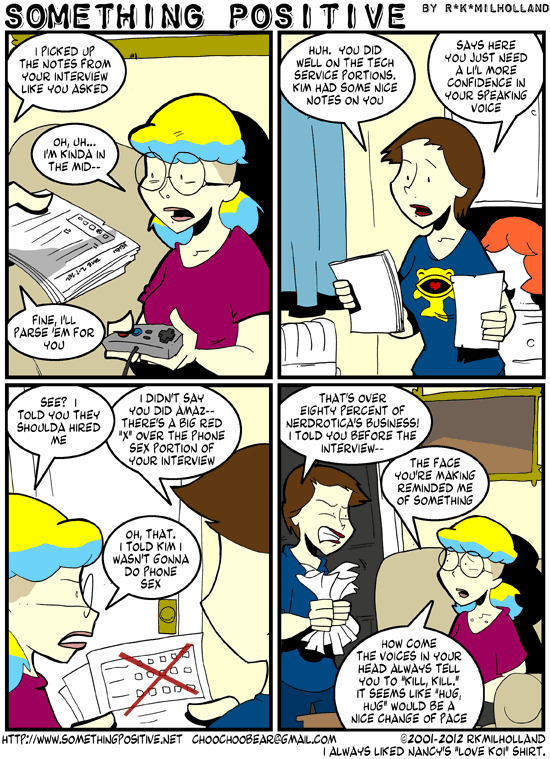 SOMETHING POSITIVE BY R*K*MILHOLLAND
I PICKED UP
THE NOTES FROM
YOUR INTERVIEW
LIKE YOU ASKED
OH, UH...
I'M KINDA IN
THE MID--
FINE, I'LL
PARSE 'EM FOR
YOU
HUH. YOU DID
WELL ON THE TECH
SERVICE PORTIONS.
KIM HAD SOME NICE
NOTES ON YOU
SAYS HERE
YOU JUST NEED
A LI'L MORE
CONFIDENCE IN
YOUR SPEAKING
VOICE
SEE? I
TOLD YOU THEY
SHOULDA HIRED
ME
I DIDN'T SAY
YOU DID AMAZ--
THERE'S A BIG RED
"X" OVER THE PHONE
SEX PORTION OF
YOUR INTERVIEW
OH, THAT.
I TOLD KIM I
WASN'T GONNA
DO PHONE
SEX
THAT'S OVER
EIGHTY PERCENT OF
NERDROTICA'S BUSINESS!
I TOLD YOU BEFORE THE
INTERVIEW--
THE FACE
YOU'RE MAKING
REMINDED ME
OF SOMETHING
HOW COME
THE VOICES IN YOUR
HEAD ALWAYS TELL
YOU TO "KILL, KILL."
IT SEEMS LIKE "HUG,
HUG" WOULD BE A
NICE CHANGE OF PACE
HTTP://WWW.SOMETHINGPOSITIVE.NET CHOOCHOOBEAR@GMAIL.COM ©2001-2012 RKMILHOLLAND
I ALWAYS LIKED NANCY'S "LOVE KOI" SHIRT.